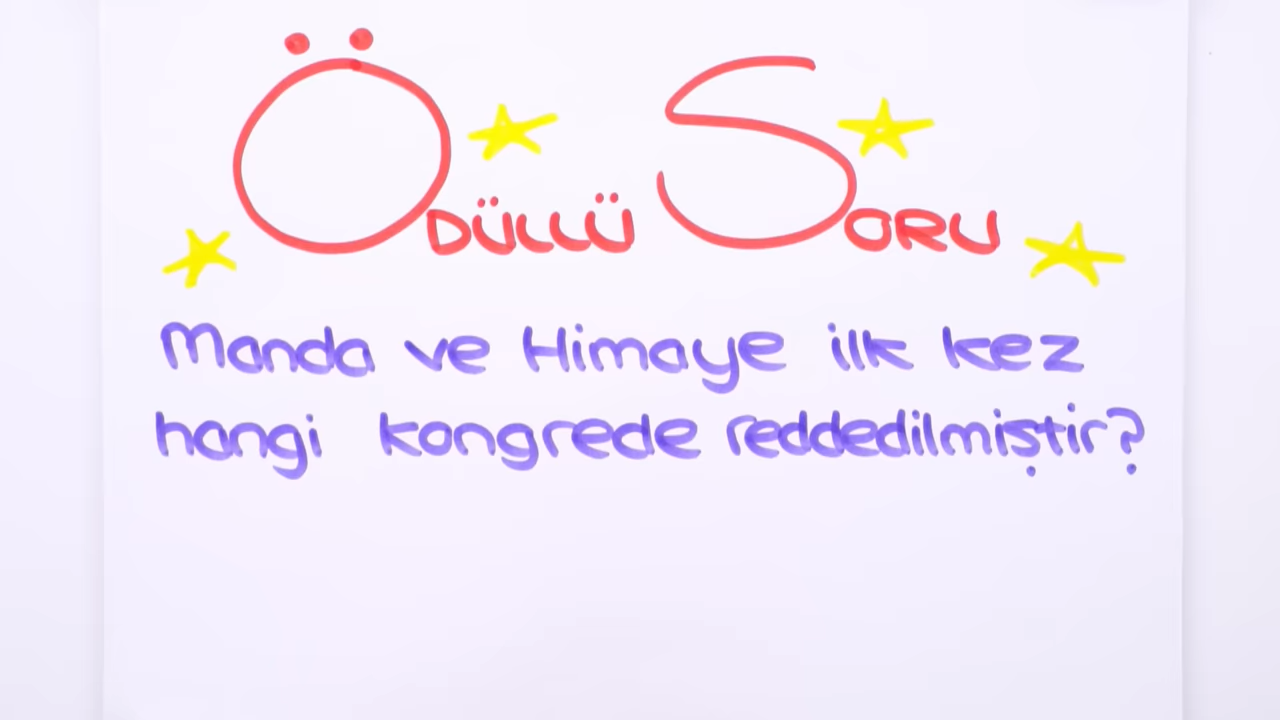 ÖDÜLLÜ SORU
Manda ve Himaye ilk kez
hangi kongrede reddedilmiştir?